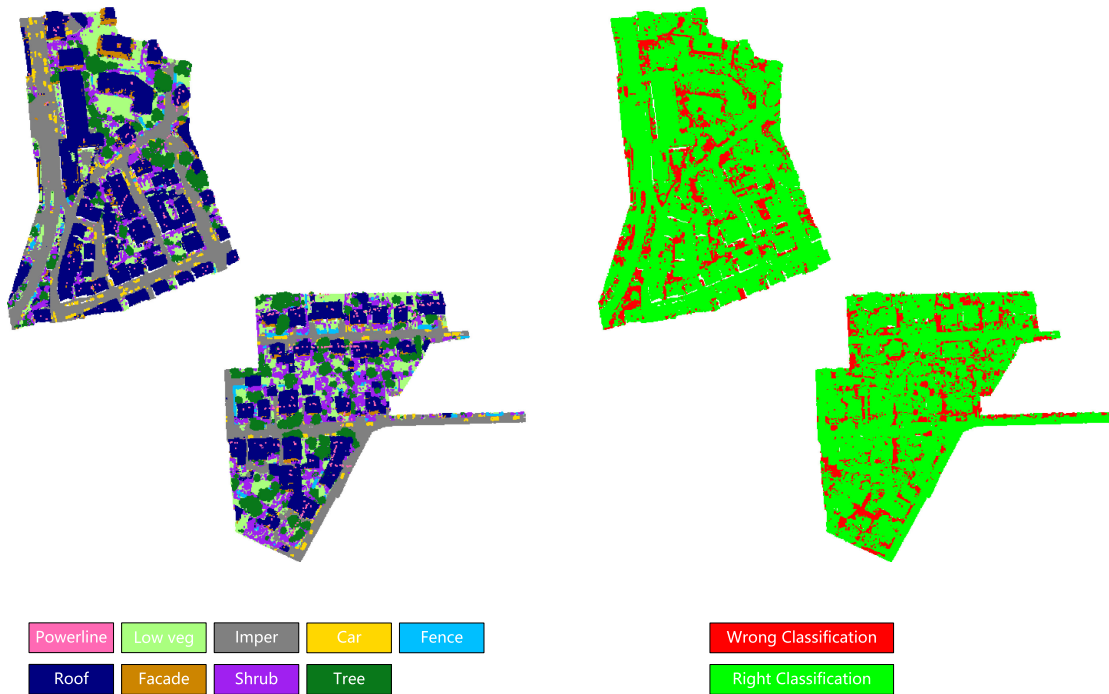 Powerline Low veg Imper Car Fence Wrong Classification
Roof Facade Shrub Tree Right Classification